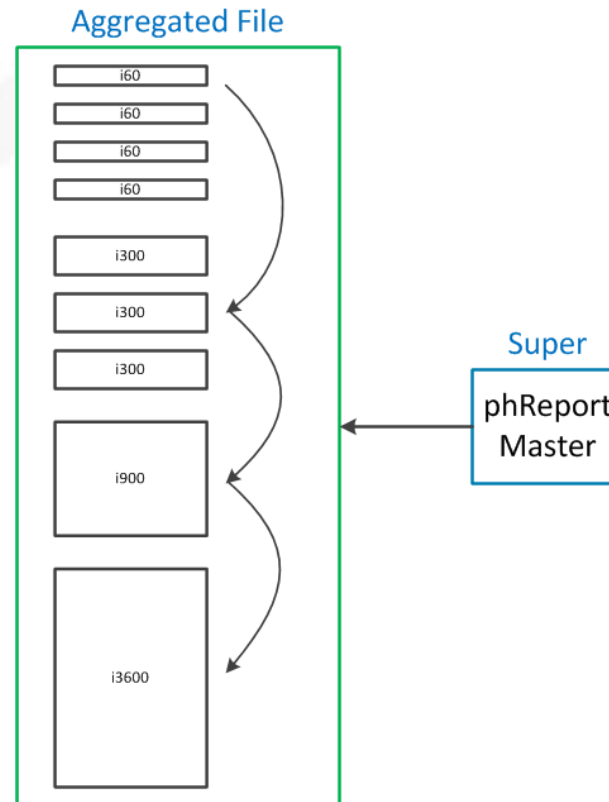 Aggregated File
i60
i60
i60
i60
i300
i300
i300
i900
i3600
Super
phReport
Master